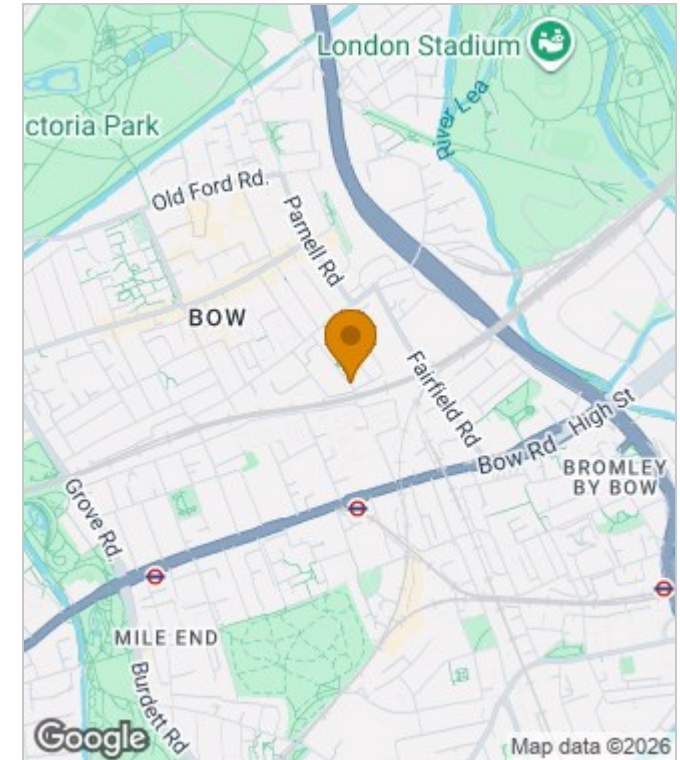 London Stadium
ctoria Park
River Lea
Old Ford Rd.
Parnell Rd
BOW
Fairfield Rd
Bow Rd - High St
BROMLEY
BY BOW
Grove Rd.
MILE END
Burdett Rd
Google
Map data ©2026